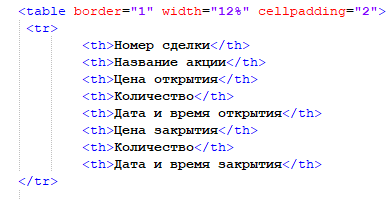 <table border="1" width="12%" cellpadding="2">
<tr>
<th>Номер сделки</th>
<th>Название акции</th>
<th>Цена открытия</th>
<th>Количество</th>
<th>Дата и время открытия</th>
<th>Цена закрытия</th>
<th>Количество</th>
<th>Дата и время закрытия</th>
</tr>